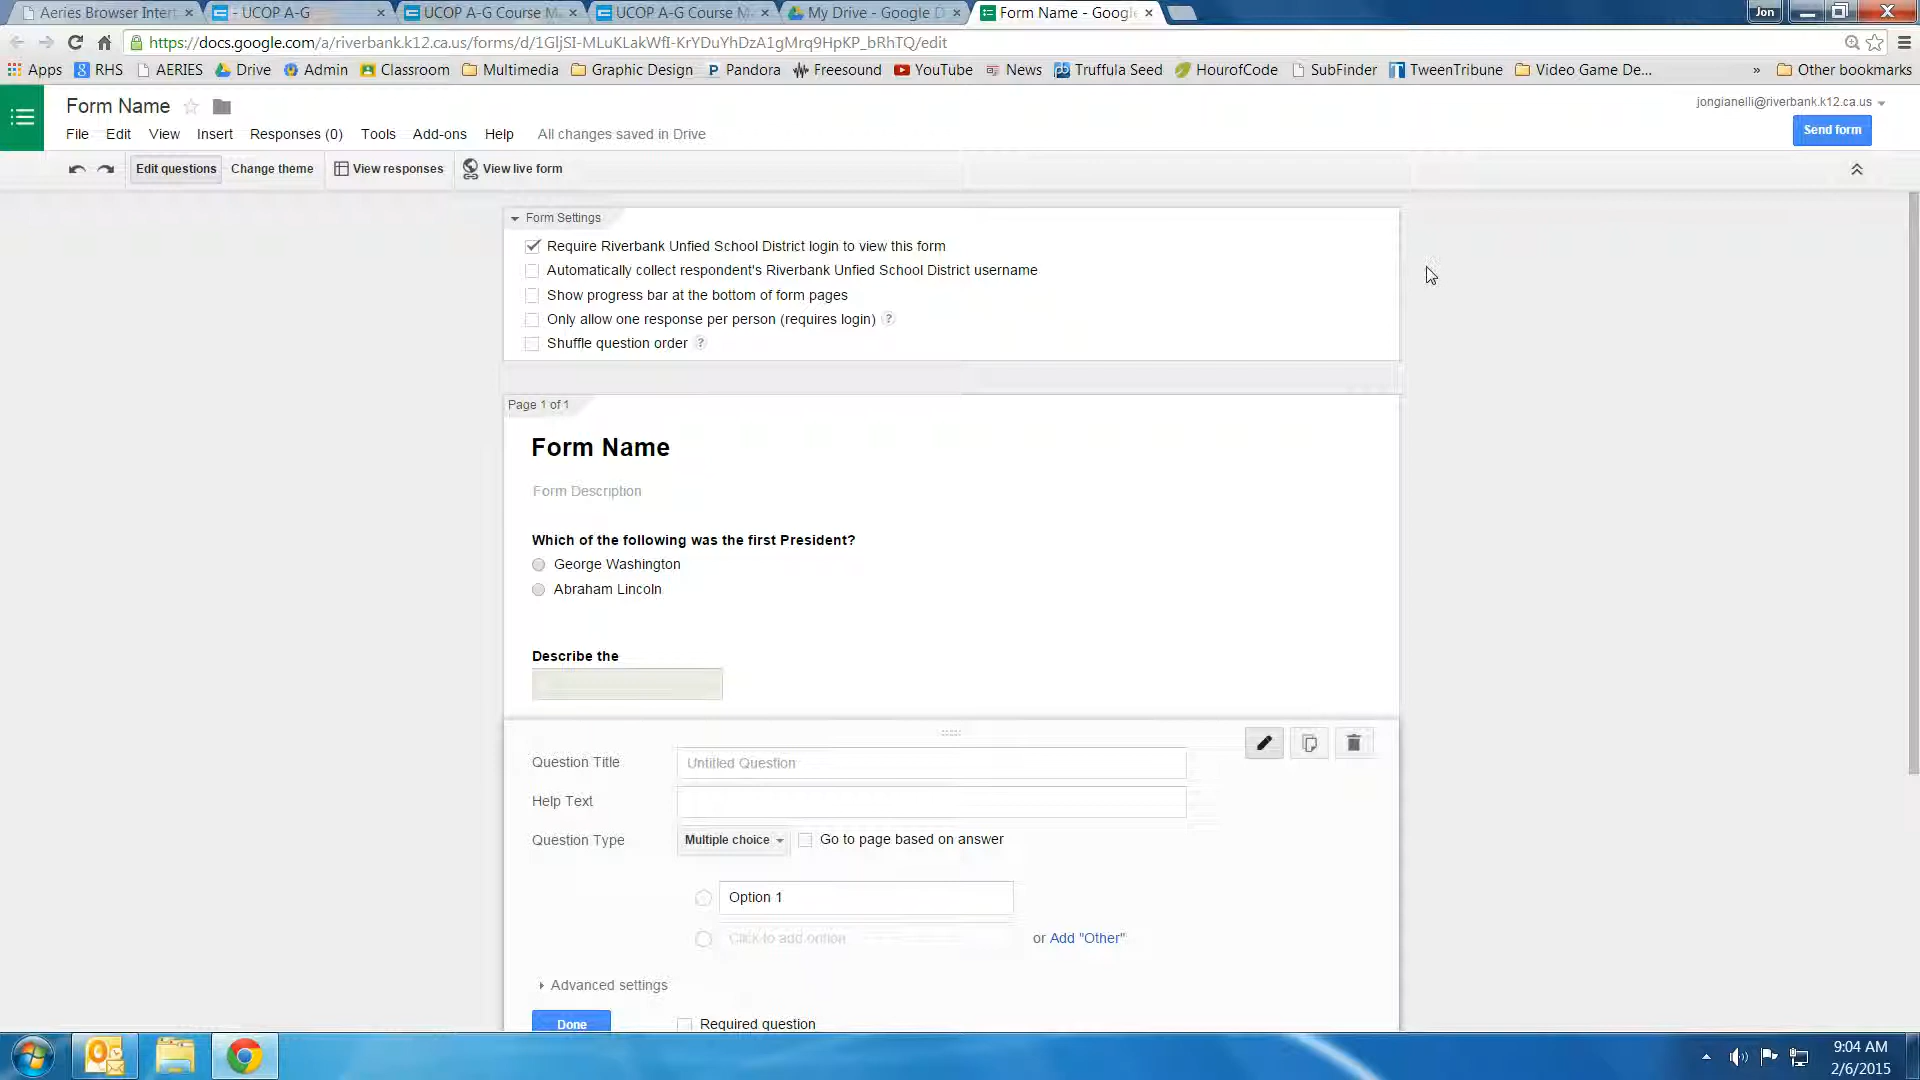 Aeries Browser Inter
- UCOP A-G
UCOP A-G Course M
UCOP A-G Course M
My Drive - Google D
Form Name - Google
Jon
https://docs.google.com/a/riverbank.k12.ca.us/forms/d/1GljSI-MLuKLakWfI-KrYDuYhDzA1gMrq9HpKP_bRhTQ/edit
Apps
RHS
AERIES
Drive
Admin
Classroom
Multimedia
Graphic Design
Pandora
Freesound
YouTube
News
Truffula Seed
HourofCode
SubFinder
TweenTribune
Video Game De...
»
Other bookmarks
Form Name
jongianelli@riverbank.k12.ca.us
File
Edit
View
Insert
Responses (0)
Tools
Add-ons
Help
All changes saved in Drive
Send form
Edit questions
Change theme
View responses
View live form
Form Settings
Require Riverbank Unfied School District login to view this form
Automatically collect respondent's Riverbank Unfied School District username
Show progress bar at the bottom of form pages
Only allow one response per person (requires login) ?
Shuffle question order ?
Page 1 of 1
Form Name
Form Description
Which of the following was the first President?
George Washington
Abraham Lincoln
Describe the
Question Title
Untitled Question
Help Text
Question Type
Multiple choice
Go to page based on answer
Option 1
Click to add option
or Add "Other"
Advanced settings
Done
Required question
9:04 AM
2/6/2015